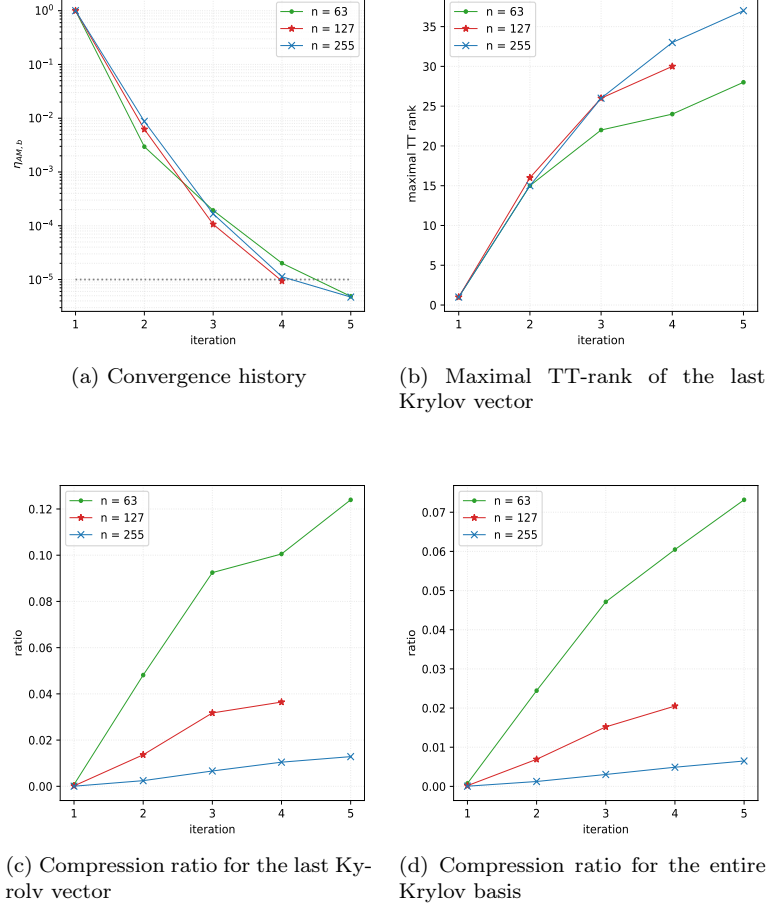 10^0
10^-1
10^-2
10^-3
10^-4
10^-5
η_AM,b
1 2 3 4 5
iteration
n = 63
n = 127
n = 255
(a) Convergence history
35
30
25
20
15
10
5
0
maximal TT rank
1 2 3 4 5
iteration
n = 63
n = 127
n = 255
(b) Maximal TT-rank of the last
Krylov vector
0.12
0.10
0.08
0.06
0.04
0.02
0.00
ratio
1 2 3 4 5
iteration
n = 63
n = 127
n = 255
(c) Compression ratio for the last Ky-
rolv vector
0.07
0.06
0.05
0.04
0.03
0.02
0.01
0.00
ratio
1 2 3 4 5
iteration
n = 63
n = 127
n = 255
(d) Compression ratio for the entire
Krylov basis